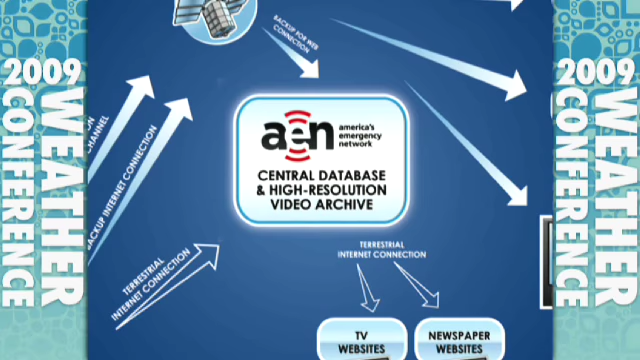 2009
WEATHER
CONFERENCE
BACKUP FOR WEB
CONNECTION
CHANNEL
BACKUP INTERNET CONNECTION
TERRESTRIAL
INTERNET CONNECTION
aen
america's
emergency
network
CENTRAL DATABASE
& HIGH-RESOLUTION
VIDEO ARCHIVE
TERRESTRIAL
INTERNET CONNECTION
TV
WEBSITES
NEWSPAPER
WEBSITES
2009
WEATHER
CONFERENCE